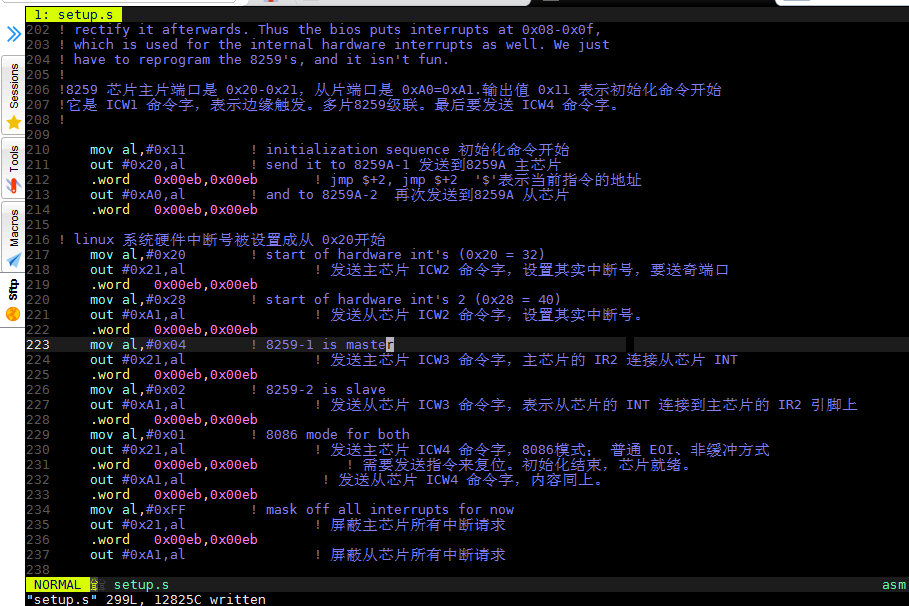 1: setup.s
Sessions
Tools
Macros
Sftp
202 ! rectify it afterwards. Thus the bios puts interrupts at 0x08-0x0f,
203 ! which is used for the internal hardware interrupts as well. We just
204 ! have to reprogram the 8259's, and it isn't fun.
205 !
206 !8259 芯片主片端口是 0x20-0x21，从片端口是 0xA0=0xA1.输出值 0x11 表示初始化命令开始
207 !它是 ICW1 命令字，表示边缘触发。多片8259级联。最后要发送 ICW4 命令字。
208 !
209
210 mov al,#0x11 ! initialization sequence 初始化命令开始
211 out #0x20,al ! send it to 8259A-1 发送到8259A 主芯片
212 .word 0x00eb,0x00eb ! jmp $+2, jmp $+2 '$'表示当前指令的地址
213 out #0xA0,al ! and to 8259A-2 再次发送到8259A 从芯片
214 .word 0x00eb,0x00eb
215
216 ! linux 系统硬件中断号被设置成从 0x20开始
217 mov al,#0x20 ! start of hardware int's (0x20 = 32)
218 out #0x21,al ! 发送主芯片 ICW2 命令字，设置其实中断号，要送奇端口
219 .word 0x00eb,0x00eb
220 mov al,#0x28 ! start of hardware int's 2 (0x28 = 40)
221 out #0xA1,al ! 发送从芯片 ICW2 命令字，设置其实中断号。
222 .word 0x00eb,0x00eb
223 mov al,#0x04 ! 8259-1 is master
224 out #0x21,al ! 发送主芯片 ICW3 命令字，主芯片的 IR2 连接从芯片 INT
225 .word 0x00eb,0x00eb
226 mov al,#0x02 ! 8259-2 is slave
227 out #0xA1,al ! 发送从芯片 ICW3 命令字，表示从芯片的 INT 连接到主芯片的 IR2 引脚上
228 .word 0x00eb,0x00eb
229 mov al,#0x01 ! 8086 mode for both
230 out #0x21,al ! 发送主芯片 ICW4 命令字，8086模式； 普通 EOI、非缓冲方式
231 .word 0x00eb,0x00eb ! 需要发送指令来复位。初始化结束，芯片就绪。
232 out #0xA1,al ! 发送从芯片 ICW4 命令字，内容同上。
233 .word 0x00eb,0x00eb
234 mov al,#0xFF ! mask off all interrupts for now
235 out #0x21,al ! 屏蔽主芯片所有中断请求
236 .word 0x00eb,0x00eb
237 out #0xA1,al ! 屏蔽从芯片所有中断请求
238
NORMAL setup.s asm
"setup.s" 299L, 12825C written